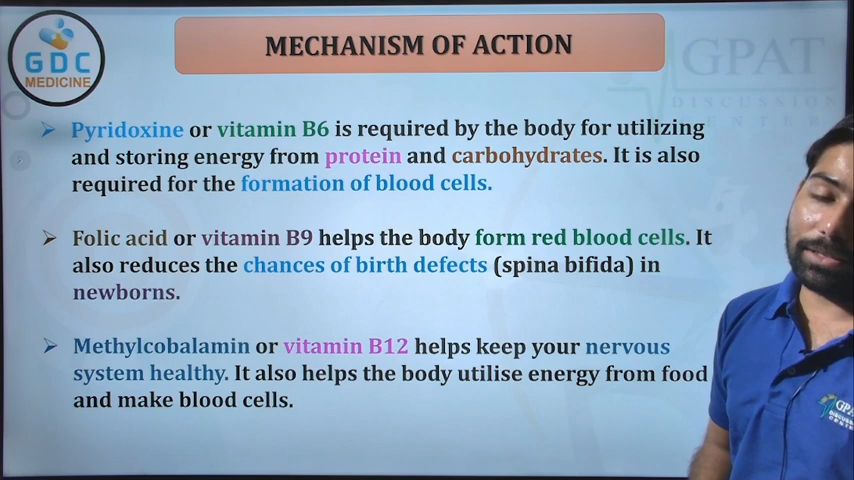 GDC
MEDICINE
MECHANISM OF ACTION
GPAT
DISCUSSION
CENTER
➤ Pyridoxine or vitamin B6 is required by the body for utilizing
and storing energy from protein and carbohydrates. It is also
required for the formation of blood cells.
➤ Folic acid or vitamin B9 helps the body form red blood cells. It
also reduces the chances of birth defects (spina bifida) in
newborns.
➤ Methylcobalamin or vitamin B12 helps keep your nervous
system healthy. It also helps the body utilise energy from food
and make blood cells.
GPAT
DISCUSSION
CENTER